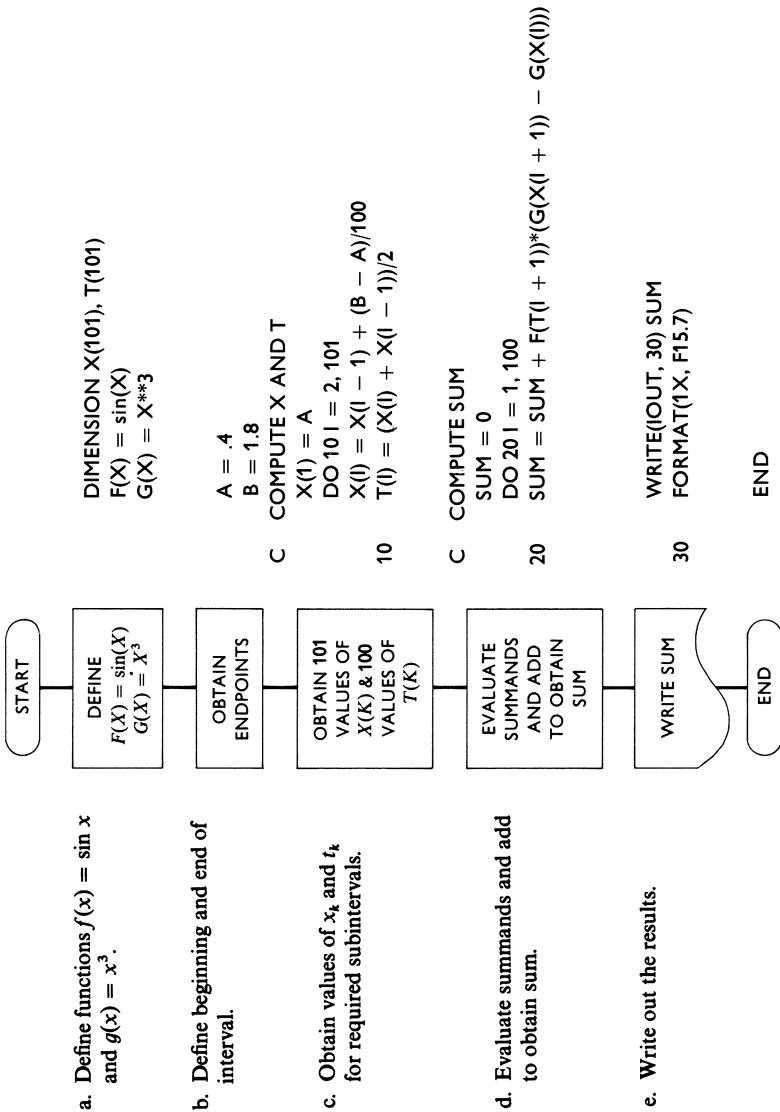 a. Define functions f(x) = sin x
and g(x) = x³.
b. Define beginning and end of
interval.
c. Obtain values of xₖ and tₖ
for required subintervals.
d. Evaluate summands and add
to obtain sum.
e. Write out the results.
START
DEFINE
F(X) = sin(X)
G(X) = X³
OBTAIN
ENDPOINTS
OBTAIN 101
VALUES OF
X(K) & 100
VALUES OF
T(K)
EVALUATE
SUMMANDS
AND ADD
TO OBTAIN
SUM
WRITE SUM
END
DIMENSION X(101), T(101)
F(X) = sin(X)
G(X) = X**3
A = .4
B = 1.8
C COMPUTE X AND T
X(1) = A
DO 10 I = 2, 101
X(I) = X(I − 1) + (B − A)/100
10 T(I) = (X(I) + X(I − 1))/2
C COMPUTE SUM
SUM = 0
DO 20 I = 1, 100
20 SUM = SUM + F(T(I + 1))*(G(X(I + 1)) − G(X(I)))
WRITE(IOUT, 30) SUM
30 FORMAT(1X, F15.7)
END